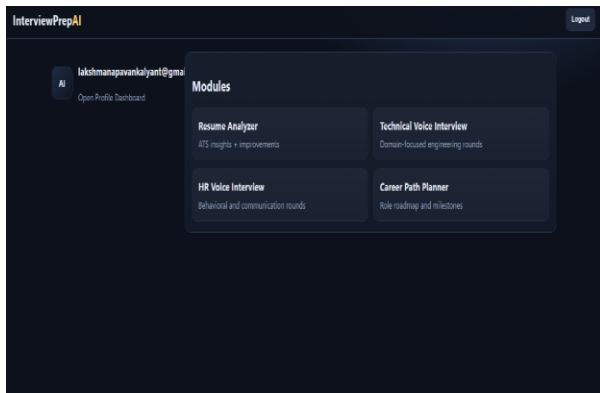 InterviewPrepAI
Logout
AI
lakshmanapavankalyant@gmai
Open Profile Dashboard
Modules
Resume Analyzer
ATS insights + improvements
Technical Voice Interview
Domain-focused engineering rounds
HR Voice Interview
Behavioral and communication rounds
Career Path Planner
Role roadmap and milestones